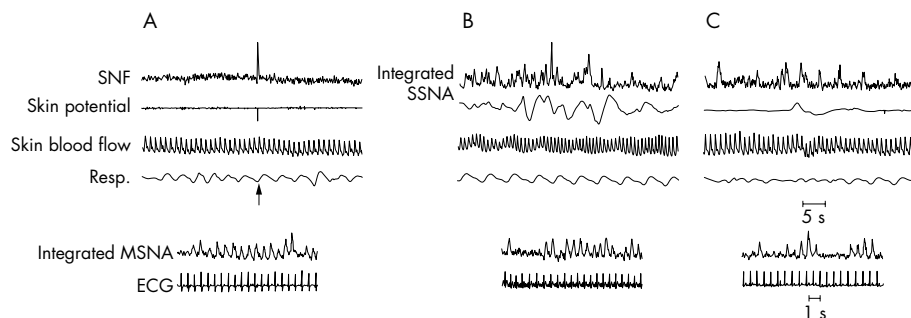 A
B
C
SNF
Integrated
SSNA
Skin potential
Skin blood flow
Resp.
5 s
Integrated MSNA
ECG
1 s